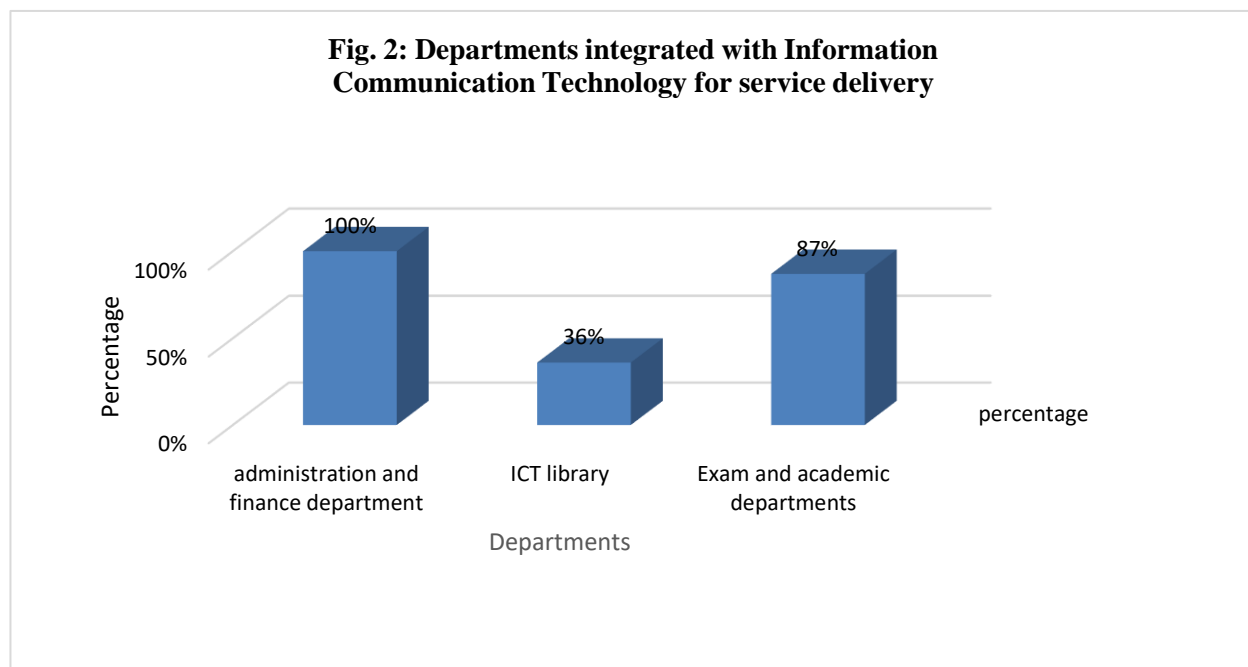 Fig. 2: Departments integrated with Information
Communication Technology for service delivery
100%
36%
87%
100%
50%
0%
Percentage
percentage
administration and
finance department
ICT library
Exam and academic
departments
Departments